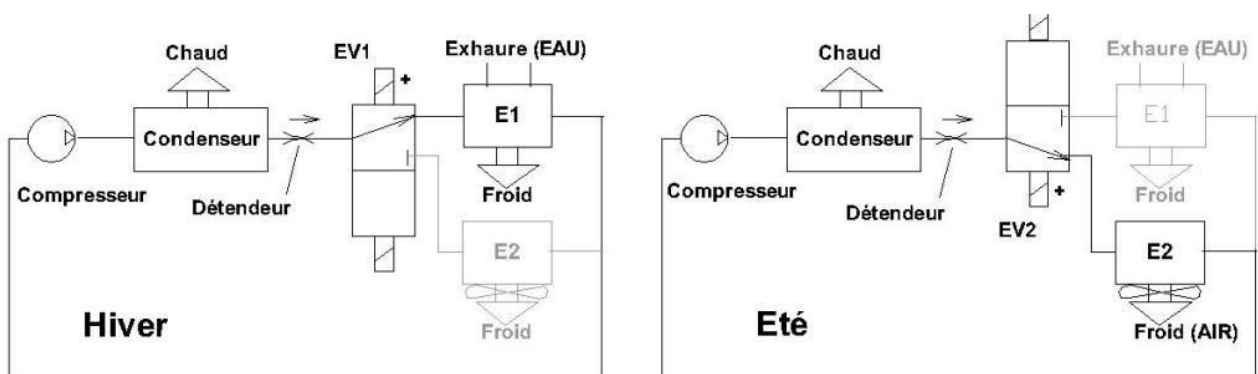 Chaud
EV1
Exhaure (EAU)
+
Condenseur
E1
Compresseur
Détendeur
Froid
E2
Froid
Hiver
Chaud
Exhaure (EAU)
Condenseur
E1
Compresseur
Détendeur
+
Froid
EV2
E2
Froid (AIR)
Eté